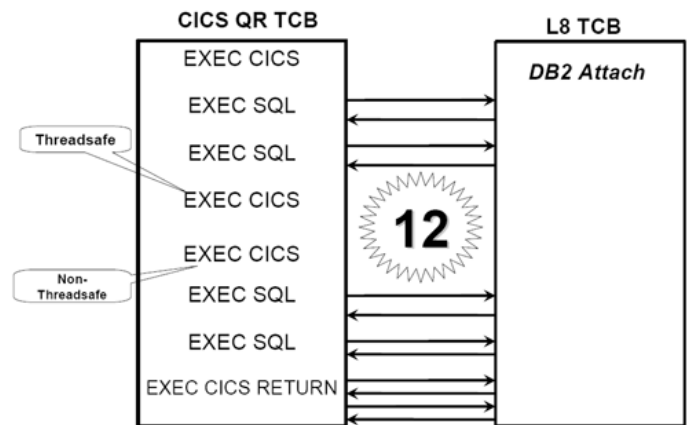 CICS QR TCB
L8 TCB
EXEC CICS
DB2 Attach
EXEC SQL
Threadsafe
EXEC SQL
EXEC CICS
12
EXEC CICS
Non-
Threadsafe
EXEC SQL
EXEC SQL
EXEC CICS RETURN